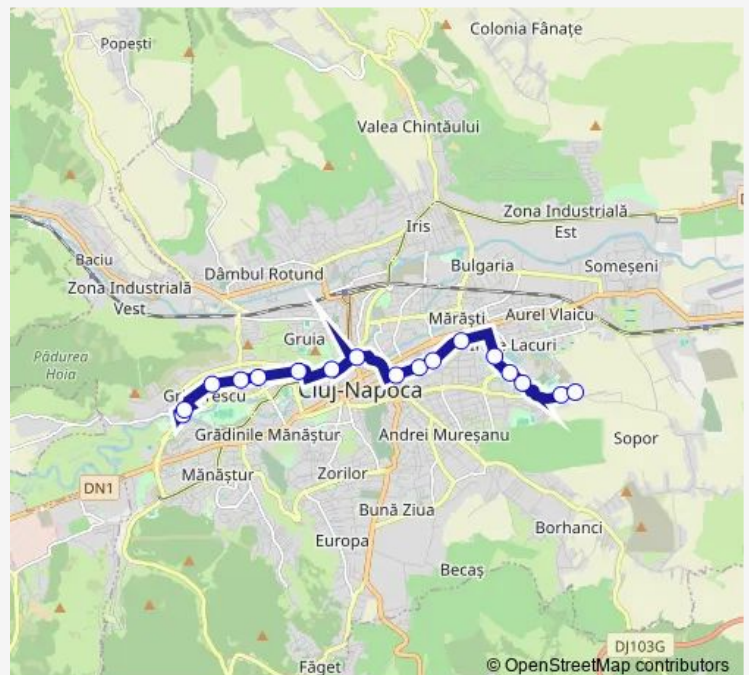 Colonia Fânațe
Popești
Valea Chintăului
Zona Industrială
Est
Iris
Baciu
Bulgaria
Someșeni
Dâmbul Rotund
Zona Industrială
Vest
Mărăști
Aurel Vlaicu
Gruia
Lacuri
Pădurea
Hoia
Cluj-Napoca
Grădinile Mănăștur
Andrei Mureșanu
Sopor
Mănăștur
Zorilor
DN1
Bună Ziua
Borhanci
Europa
Becaș
DJ103G
Făget
© OpenStreetMap contributors